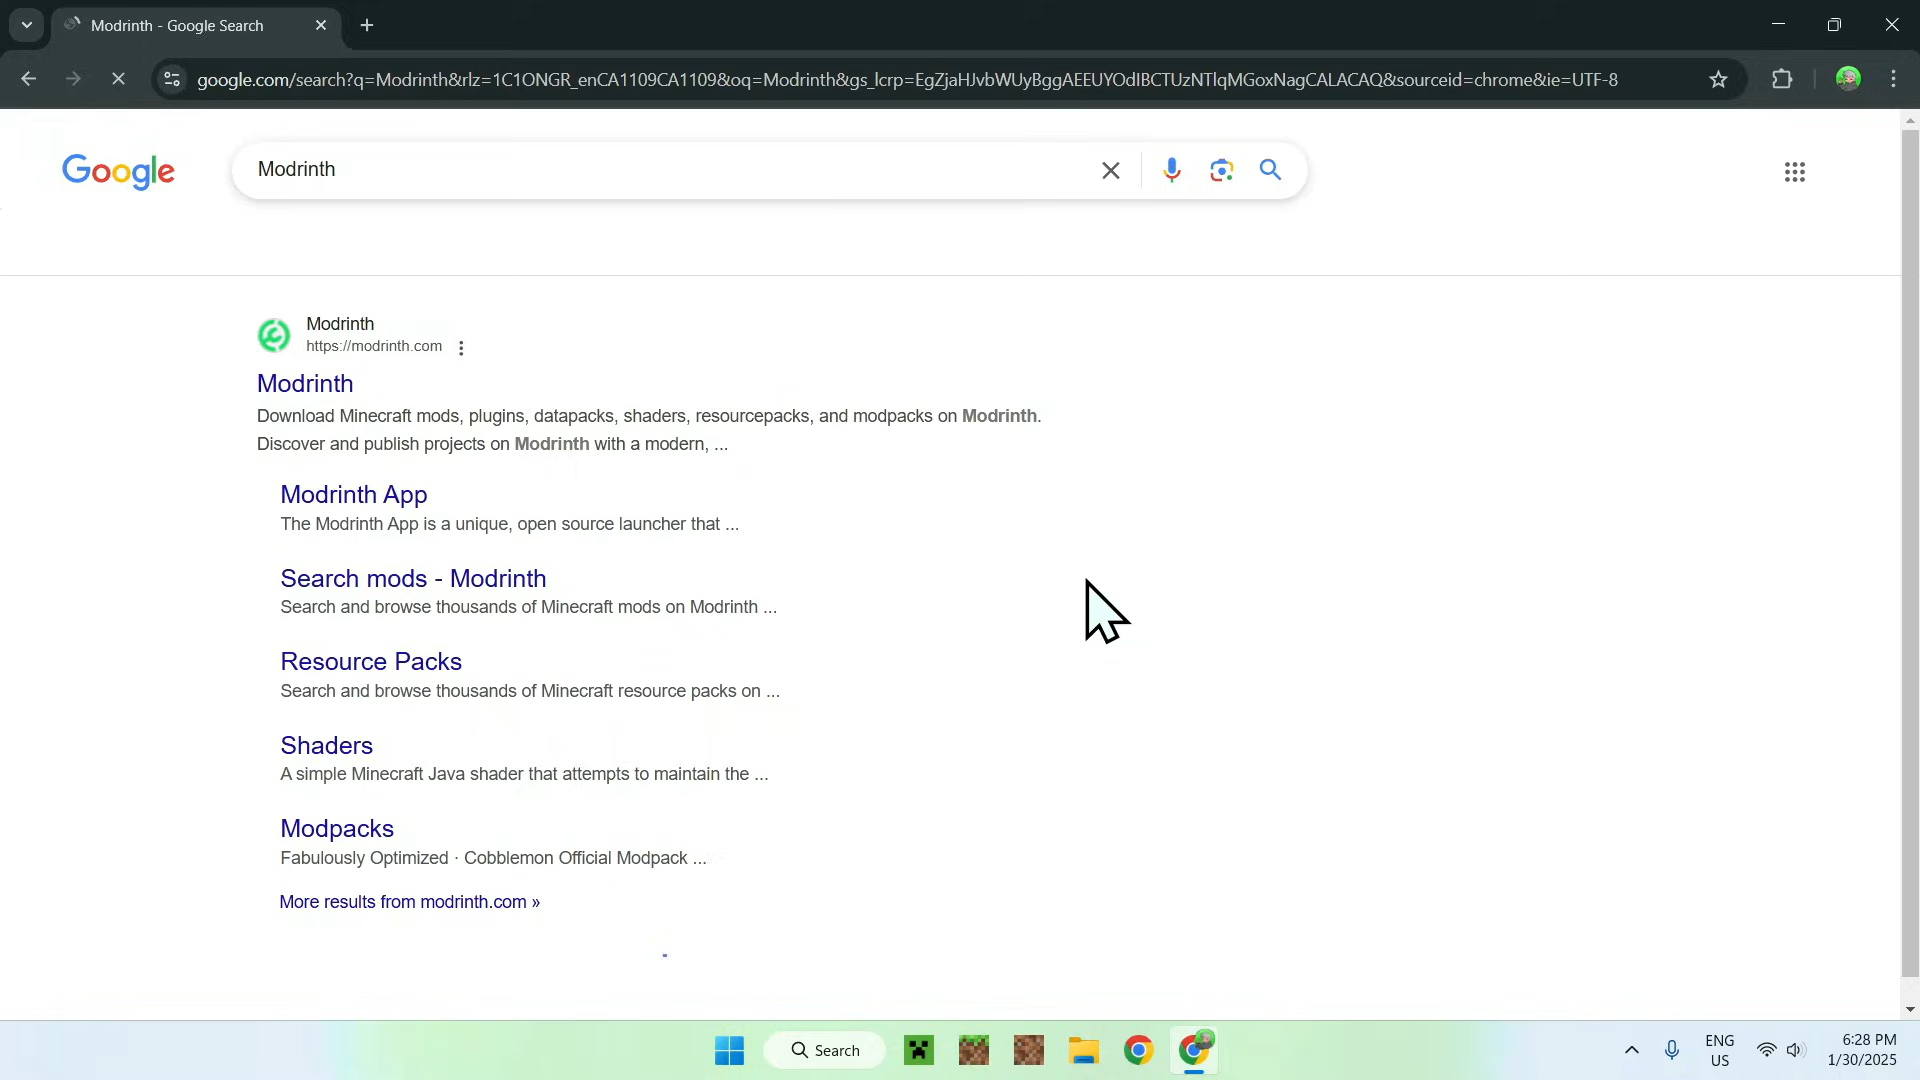 Modrinth - Google Search
google.com/search?q=Modrinth&rlz=1C1ONGR_enCA1109CA1109&oq=Modrinth&gs_lcrp=EgZjaHJvbWUyBggAEEUYOdIBCTUzNTlqMGoxNagCALACAQ&sourceid=chrome&ie=UTF-8
Google
Modrinth
Modrinth
https://modrinth.com
Modrinth
Download Minecraft mods, plugins, datapacks, shaders, resourcepacks, and modpacks on Modrinth.
Discover and publish projects on Modrinth with a modern, ...
Modrinth App
The Modrinth App is a unique, open source launcher that ...
Search mods - Modrinth
Search and browse thousands of Minecraft mods on Modrinth ...
Resource Packs
Search and browse thousands of Minecraft resource packs on ...
Shaders
A simple Minecraft Java shader that attempts to maintain the ...
Modpacks
Fabulously Optimized · Cobblemon Official Modpack ...
More results from modrinth.com »
Search
ENG
US
6:28 PM
1/30/2025